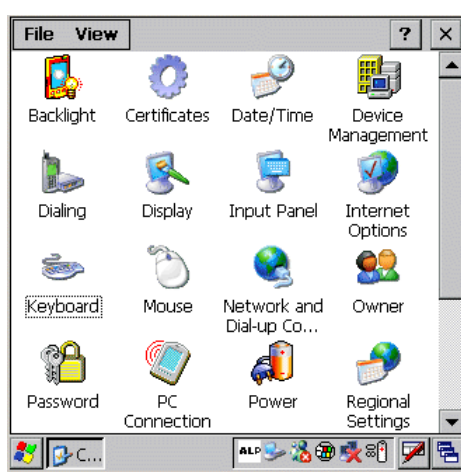 File View ?
Backlight Certificates Date/Time Device
Management
Dialing Display Input Panel Internet
Options
Keyboard Mouse Network and Owner
Dial-up Co...
Password PC Power Regional
Connection Settings
C... ALP